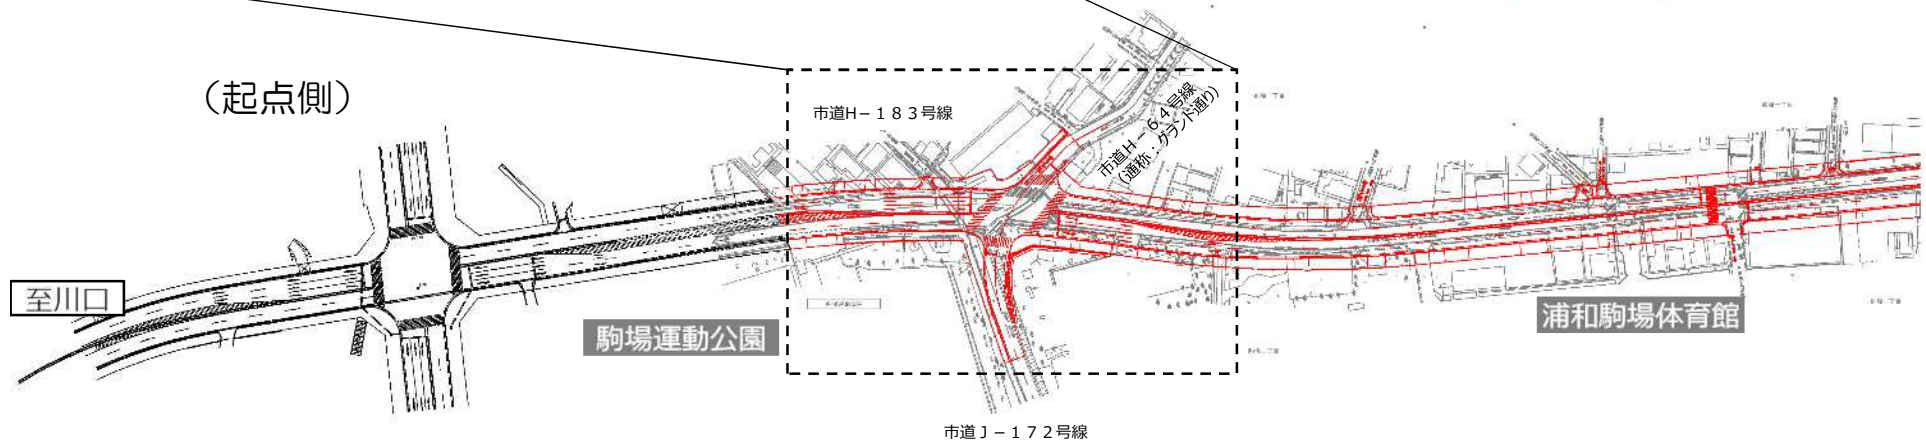 （起点側）
市道H－１８３号線
市道H－６４号線
（通称：グランド通り）
至川口
駒場運動公園
浦和駒場体育館
市道Ｊ－１７２号線